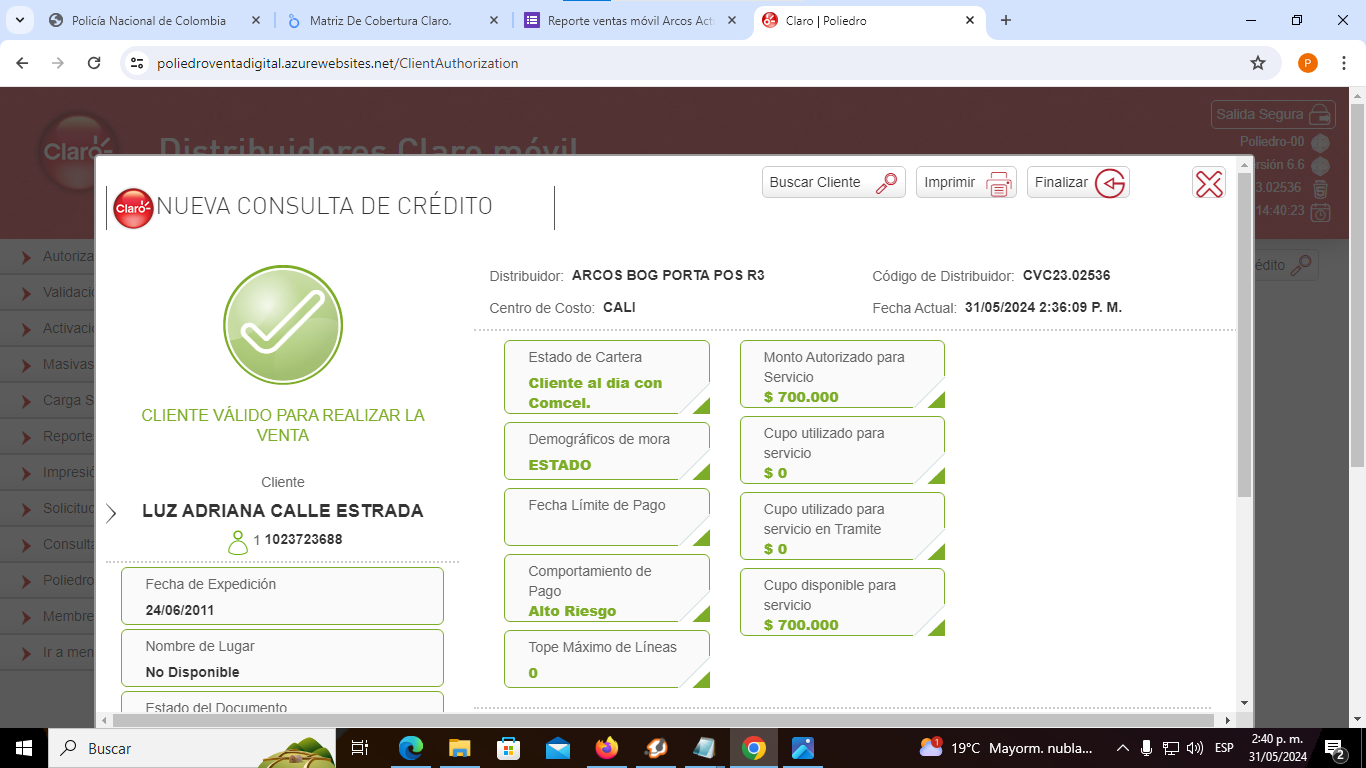 Policía Nacional de Colombia
Matriz De Cobertura Claro.
Reporte ventas móvil Arcos Act
Claro | Poliedro
poliedroventadigital.azurewebsites.net/ClientAuthorization
P
Claro
Distribuidores Claro móvil
Salida Segura
Poliedro-00
rsión 6.6
3.02536
14:40:23
édito
Autoriza
Validaci
Activaci
Masivas
Carga S
Reporte
Impresió
Solicitud
Consulta
Poliedro
Membre
Ir a men
Buscar Cliente
Imprimir
Finalizar
Claro
NUEVA CONSULTA DE CRÉDITO
CLIENTE VÁLIDO PARA REALIZAR LA
VENTA
Cliente
LUZ ADRIANA CALLE ESTRADA
1 1023723688
Fecha de Expedición
24/06/2011
Nombre de Lugar
No Disponible
Estado del Documento
Distribuidor: ARCOS BOG PORTA POS R3
Código de Distribuidor: CVC23.02536
Centro de Costo: CALI
Fecha Actual: 31/05/2024 2:36:09 P. M.
Estado de Cartera
Cliente al dia con
Comcel.
Demográficos de mora
ESTADO
Fecha Límite de Pago
Comportamiento de
Pago
Alto Riesgo
Tope Máximo de Líneas
0
Monto Autorizado para
Servicio
$ 700.000
Cupo utilizado para
servicio
$ 0
Cupo utilizado para
servicio en Tramite
$ 0
Cupo disponible para
servicio
$ 700.000
Buscar
1
19°C Mayorm. nubla...
ESP
2:40 p. m.
31/05/2024
2